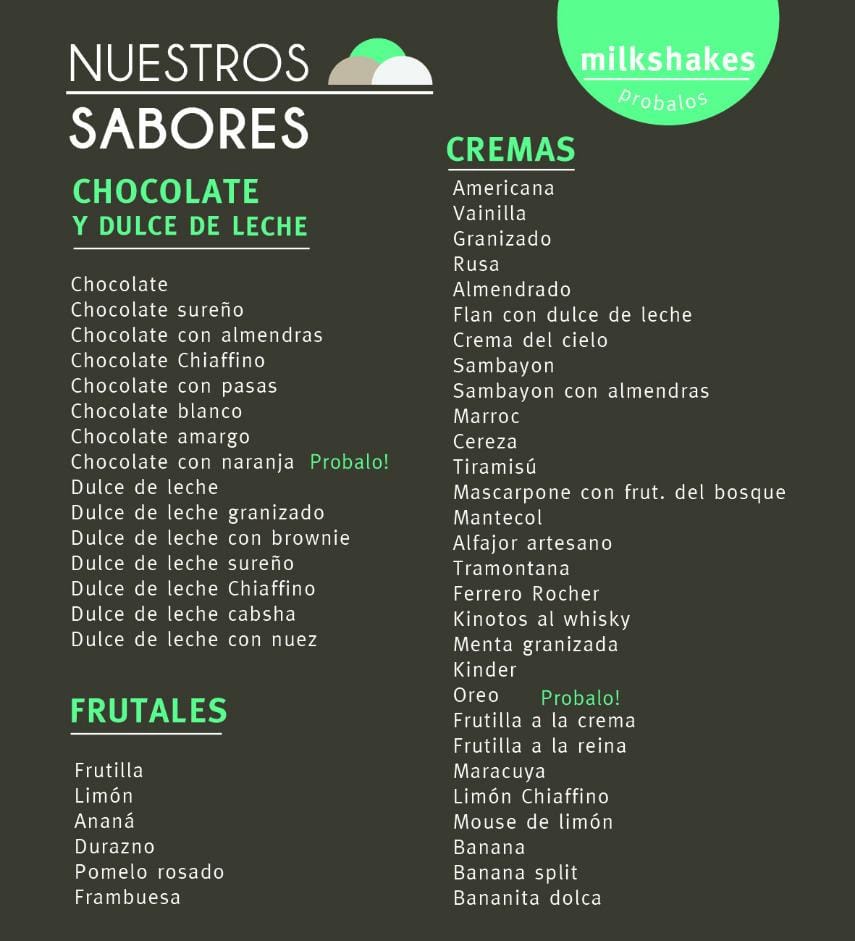 NUESTROS
SABORES
milkshakes
probalos
CHOCOLATE
Y DULCE DE LECHE
Chocolate
Chocolate sureño
Chocolate con almendras
Chocolate Chiaffino
Chocolate con pasas
Chocolate blanco
Chocolate amargo
Chocolate con naranja Probalo!
Dulce de leche
Dulce de leche granizado
Dulce de leche con brownie
Dulce de leche sureño
Dulce de leche Chiaffino
Dulce de leche cabsha
Dulce de leche con nuez
FRUTALES
Frutilla
Limón
Ananá
Durazno
Pomelo rosado
Frambuesa
CREMAS
Americana
Vainilla
Granizado
Rusa
Almendrado
Flan con dulce de leche
Crema del cielo
Sambayon
Sambayon con almendras
Marroc
Cereza
Tiramisú
Mascarpone con frut. del bosque
Mantecol
Alfajor artesano
Tramontana
Ferrero Rocher
Kinotos al whisky
Menta granizada
Kinder
Oreo Probalo!
Frutilla a la crema
Frutilla a la reina
Maracuya
Limón Chiaffino
Mouse de limón
Banana
Banana split
Bananita dolca